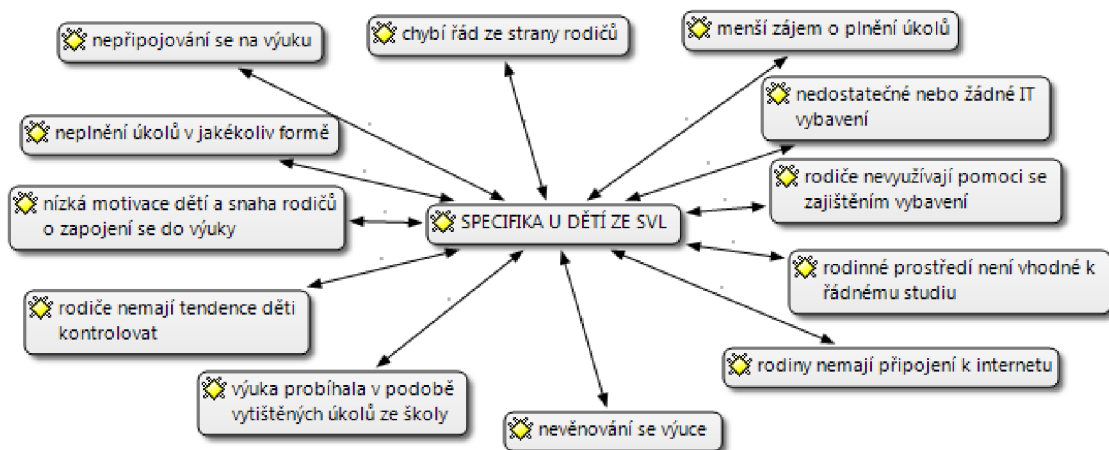 nepřipojování se na výuku
chybí řád ze strany rodičů
menší zájem o plnění úkolů
nedostatečné nebo žádné IT
vybavení
neplnění úkolů v jakékoliv formě
rodiče nevyužívají pomoci se
zajištěním vybavení
nízká motivace dětí a snaha rodičů
o zapojení se do výuky
SPECIFIKA U DĚTÍ ZE SVL
rodinné prostředí není vhodné k
řádnému studiu
rodiče nemají tendence děti
kontrolovat
rodiny nemají připojení k internetu
výuka probíhala v podobě
vytištěných úkolů ze školy
nevěnování se výuce